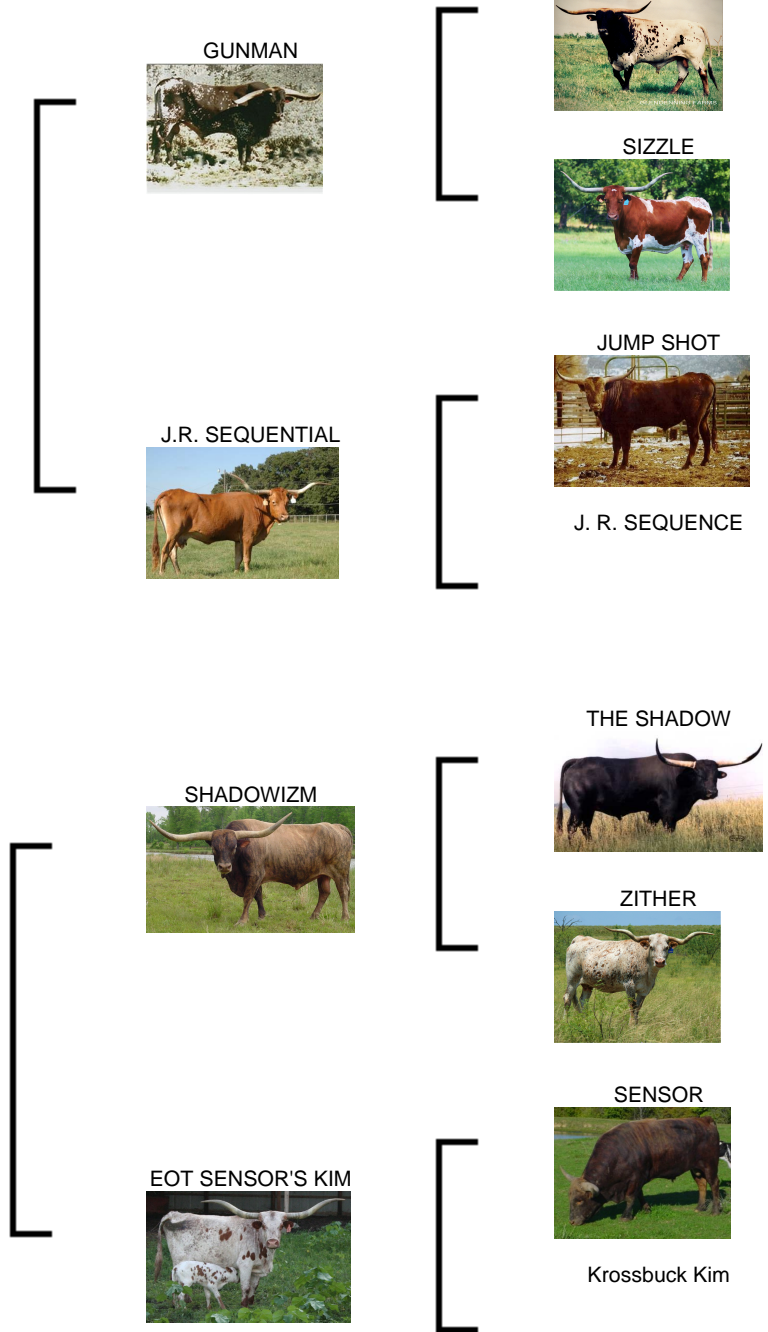 GUNMAN
SIZZLE
JUMP SHOT
J.R. SEQUENTIAL
J. R. SEQUENCE
THE SHADOW
SHADOWIZM
ZITHER
SENSOR
EOT SENSOR'S KIM
Krossbuck Kim